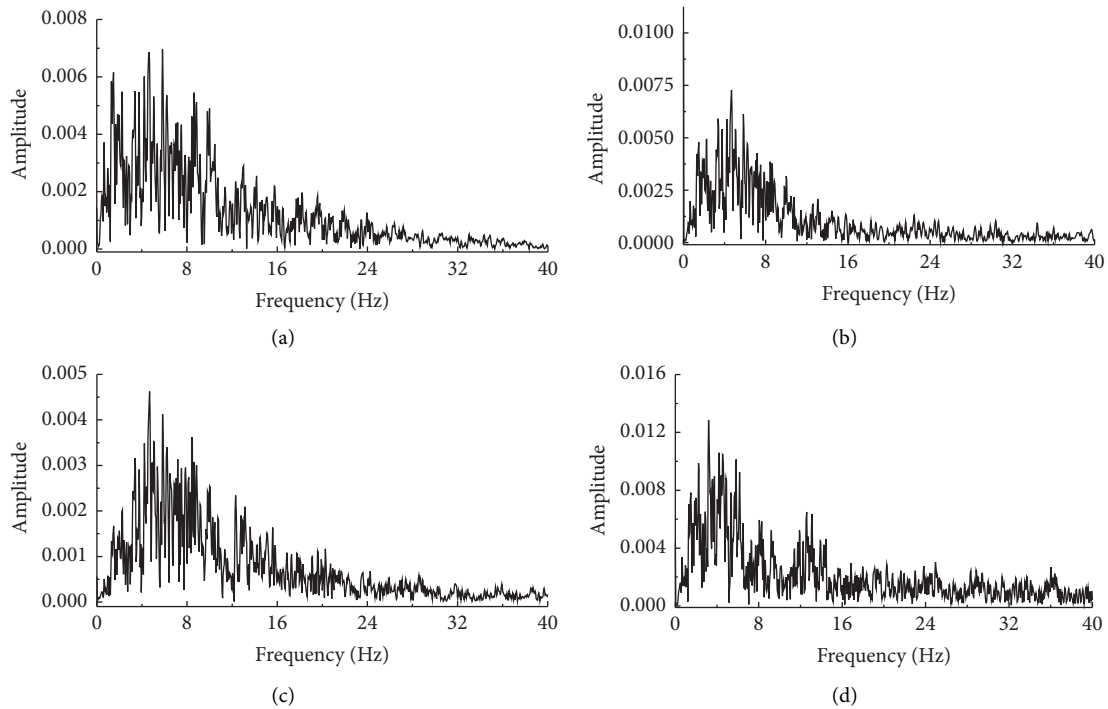 0.008
0.006
0.004
0.002
0.000
Amplitude
0 8 16 24 32 40
Frequency (Hz)
(a)
0.0100
0.0075
0.0050
0.0025
0.0000
Amplitude
0 8 16 24 32 40
Frequency (Hz)
(b)
0.005
0.004
0.003
0.002
0.001
0.000
Amplitude
0 8 16 24 32 40
Frequency (Hz)
(c)
0.016
0.012
0.008
0.004
0.000
Amplitude
0 8 16 24 32 40
Frequency (Hz)
(d)